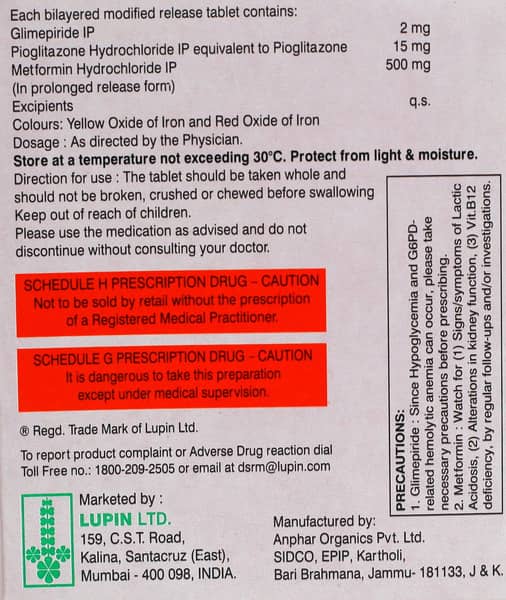 Each bilayered modified release tablet contains:
Glimepiride IP 2 mg
Pioglitazone Hydrochloride IP equivalent to Pioglitazone 15 mg
Metformin Hydrochloride IP 500 mg
(In prolonged release form)
Excipients q.s.
Colours: Yellow Oxide of Iron and Red Oxide of Iron
Dosage : As directed by the Physician.
Store at a temperature not exceeding 30°C. Protect from light & moisture.
Direction for use : The tablet should be taken whole and
should not be broken, crushed or chewed before swallowing
Keep out of reach of children.
Please use the medication as advised and do not
discontinue without consulting your doctor.
SCHEDULE H PRESCRIPTION DRUG – CAUTION
Not to be sold by retail without the prescription
of a Registered Medical Practitioner.
SCHEDULE G PRESCRIPTION DRUG – CAUTION
It is dangerous to take this preparation
except under medical supervision.
® Regd. Trade Mark of Lupin Ltd.
To report product complaint or Adverse Drug reaction dial
Toll Free no.: 1800-209-2505 or email at dsrm@lupin.com
Marketed by :
LUPIN LTD.
159, C.S.T. Road,
Kalina, Santacruz (East),
Mumbai - 400 098, INDIA.
Manufactured by:
Anphar Organics Pvt. Ltd.
SIDCO, EPIP, Kartholi,
Bari Brahmana, Jammu- 181133, J & K.
PRECAUTIONS:
1. Glimepiride : Since Hypoglycemia and G6PD-
related hemolytic anemia can occur, please take
necessary precautions before prescribing.
2. Metformin : Watch for (1) Signs/symptoms of Lactic
Acidosis, (2) Alterations in kidney function, (3) Vit.B12
deficiency, by regular follow-ups and/or investigations.